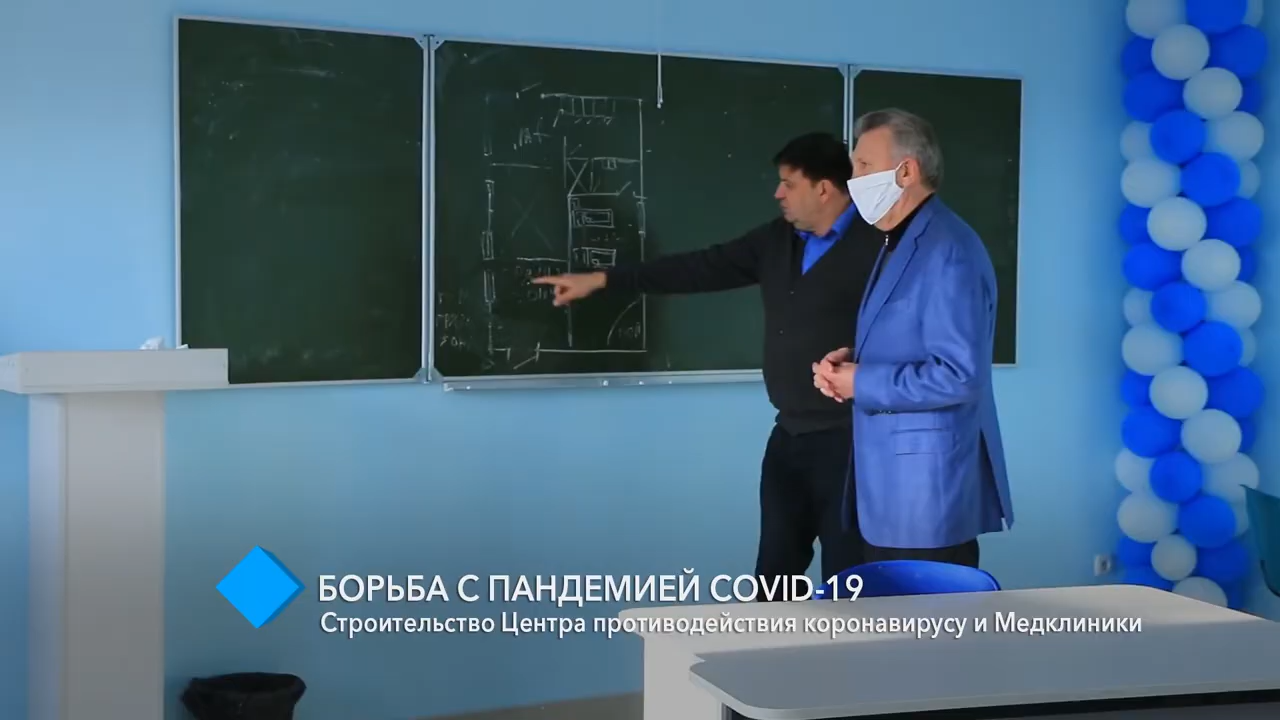 БОРЬБА С ПАНДЕМИЕЙ COVID-19
Строительство Центра противодействия коронавирусу и Медклиники